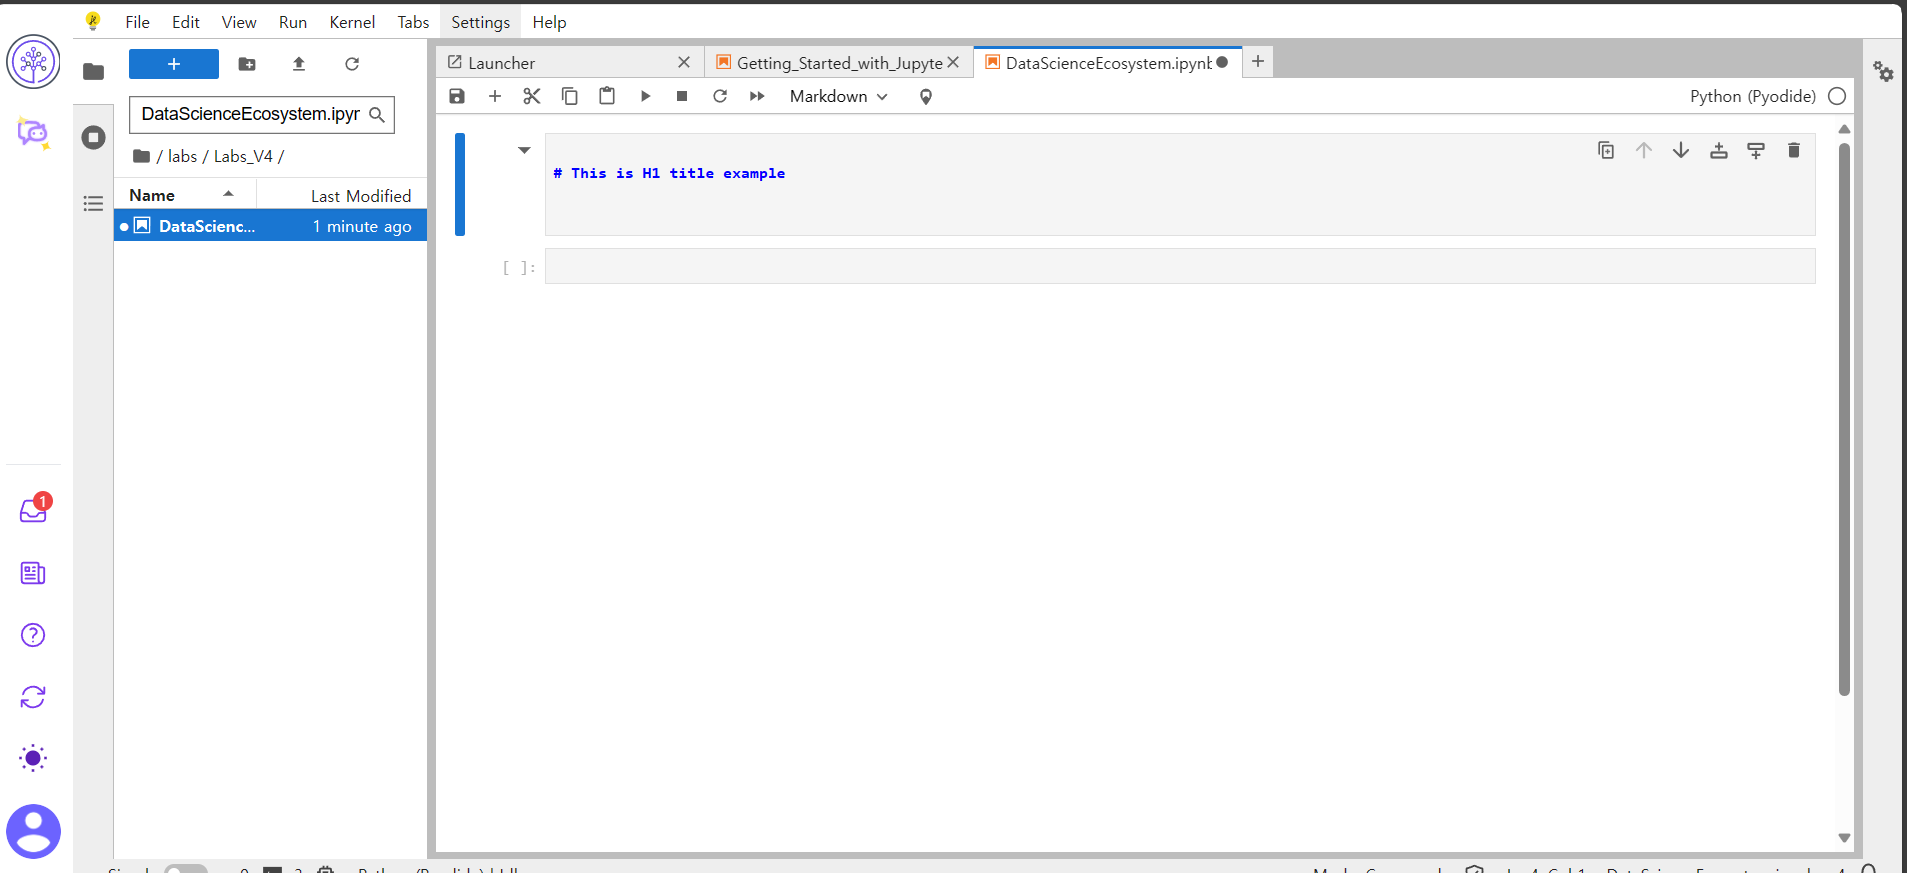 File Edit View Run Kernel Tabs Settings Help
Launcher
Getting_Started_with_Jupyte
DataScienceEcosystem.ipynb
Markdown
Python (Pyodide)
DataScienceEcosystem.ipyn
/ labs / Labs_V4 /
Name
Last Modified
DataScienc...
1 minute ago
# This is H1 title example
[ ]:
1